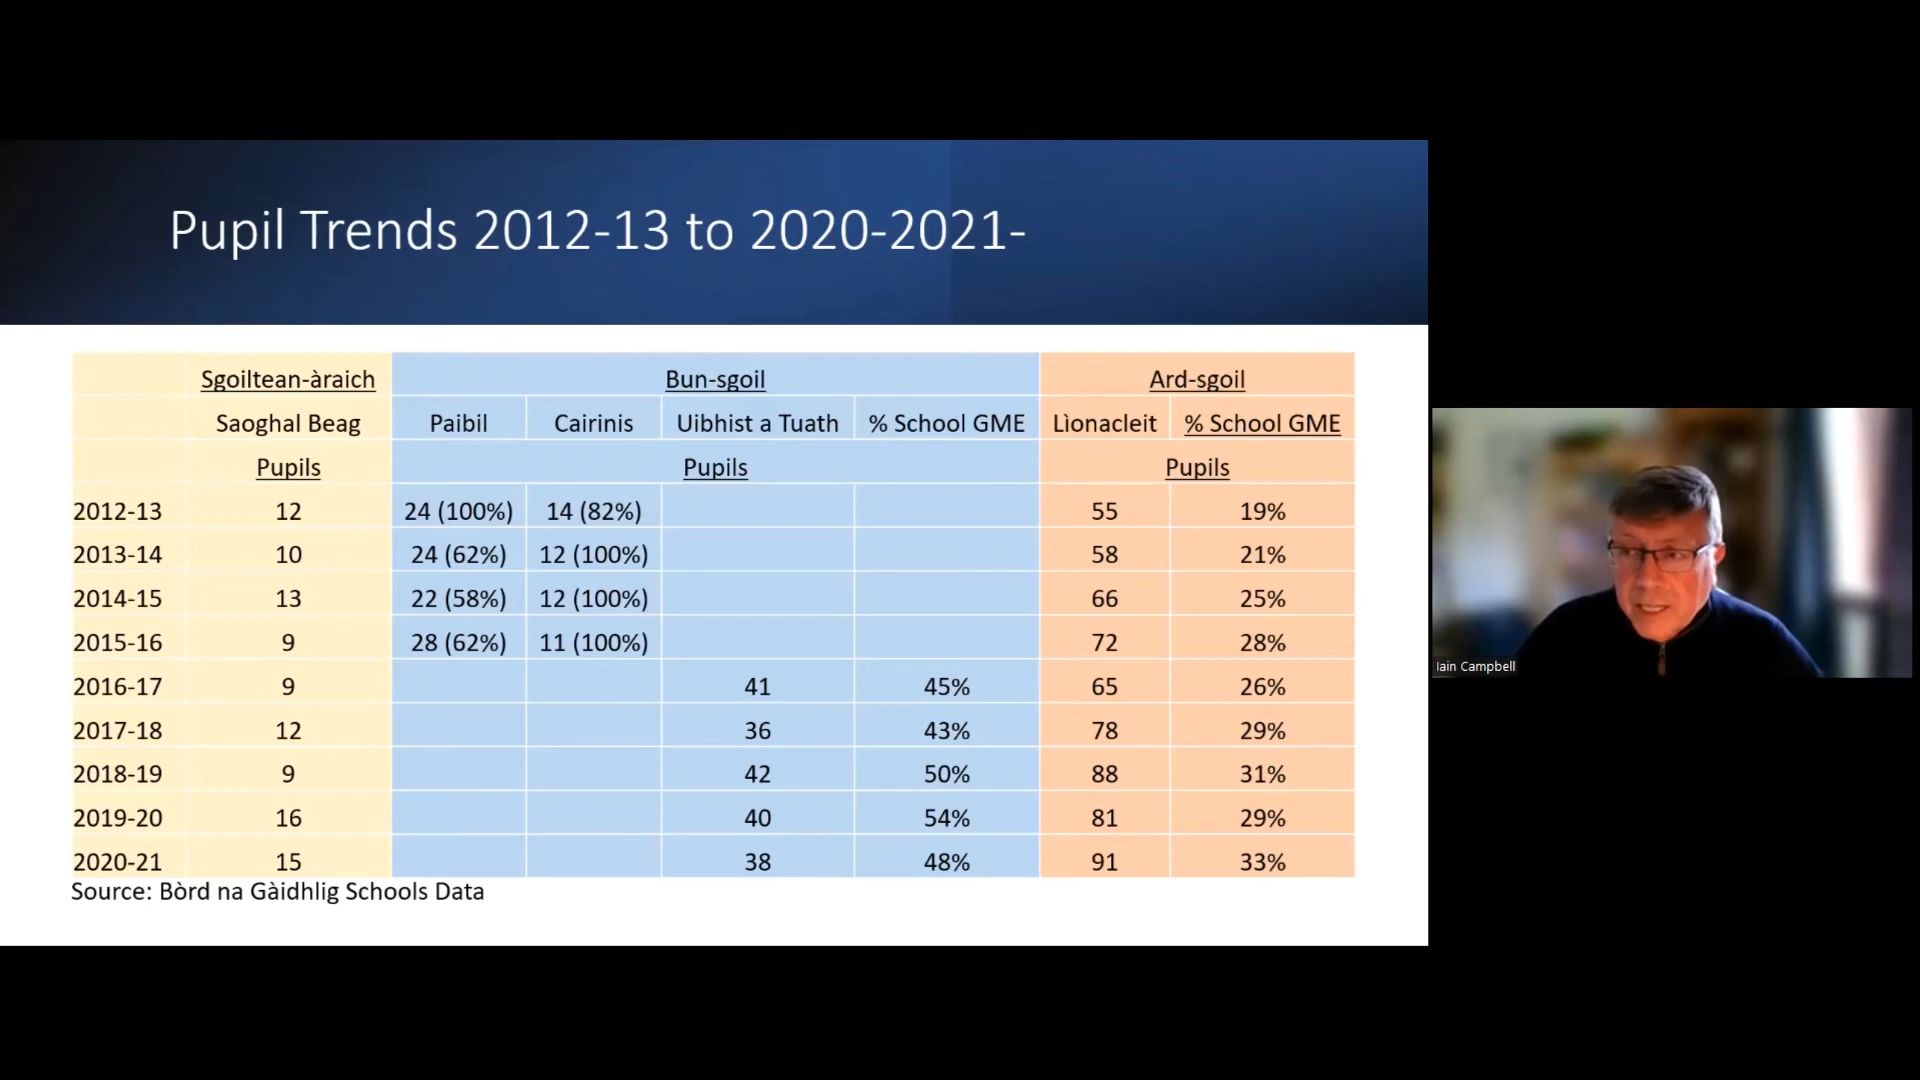 Pupil Trends 2012-13 to 2020-2021-
Sgoiltean-àraich Bun-sgoil Ard-sgoil
Saoghal Beag Paibil Cairinis Uibhist a Tuath % School GME Lìonacleit % School GME
Pupils Pupils Pupils
2012-13 12 24 (100%) 14 (82%) 55 19%
2013-14 10 24 (62%) 12 (100%) 58 21%
2014-15 13 22 (58%) 12 (100%) 66 25%
2015-16 9 28 (62%) 11 (100%) 72 28%
2016-17 9 41 45% 65 26%
2017-18 12 36 43% 78 29%
2018-19 9 42 50% 88 31%
2019-20 16 40 54% 81 29%
2020-21 15 38 48% 91 33%
Source: Bòrd na Gàidhlig Schools Data
Iain Campbell